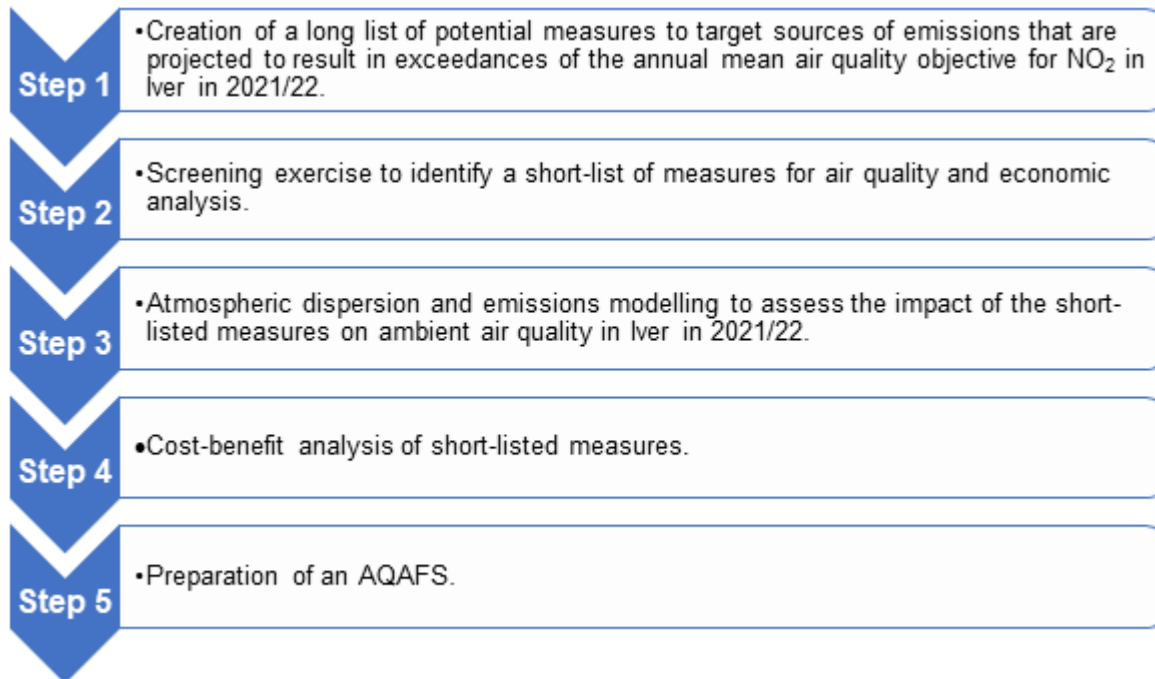 Step 1
•Creation of a long list of potential measures to target sources of emissions that are
projected to result in exceedances of the annual mean air quality objective for NO₂ in
Iver in 2021/22.
Step 2
•Screening exercise to identify a short-list of measures for air quality and economic
analysis.
Step 3
•Atmospheric dispersion and emissions modelling to assess the impact of the short-
listed measures on ambient air quality in Iver in 2021/22.
Step 4
•Cost-benefit analysis of short-listed measures.
Step 5
•Preparation of an AQAFS.